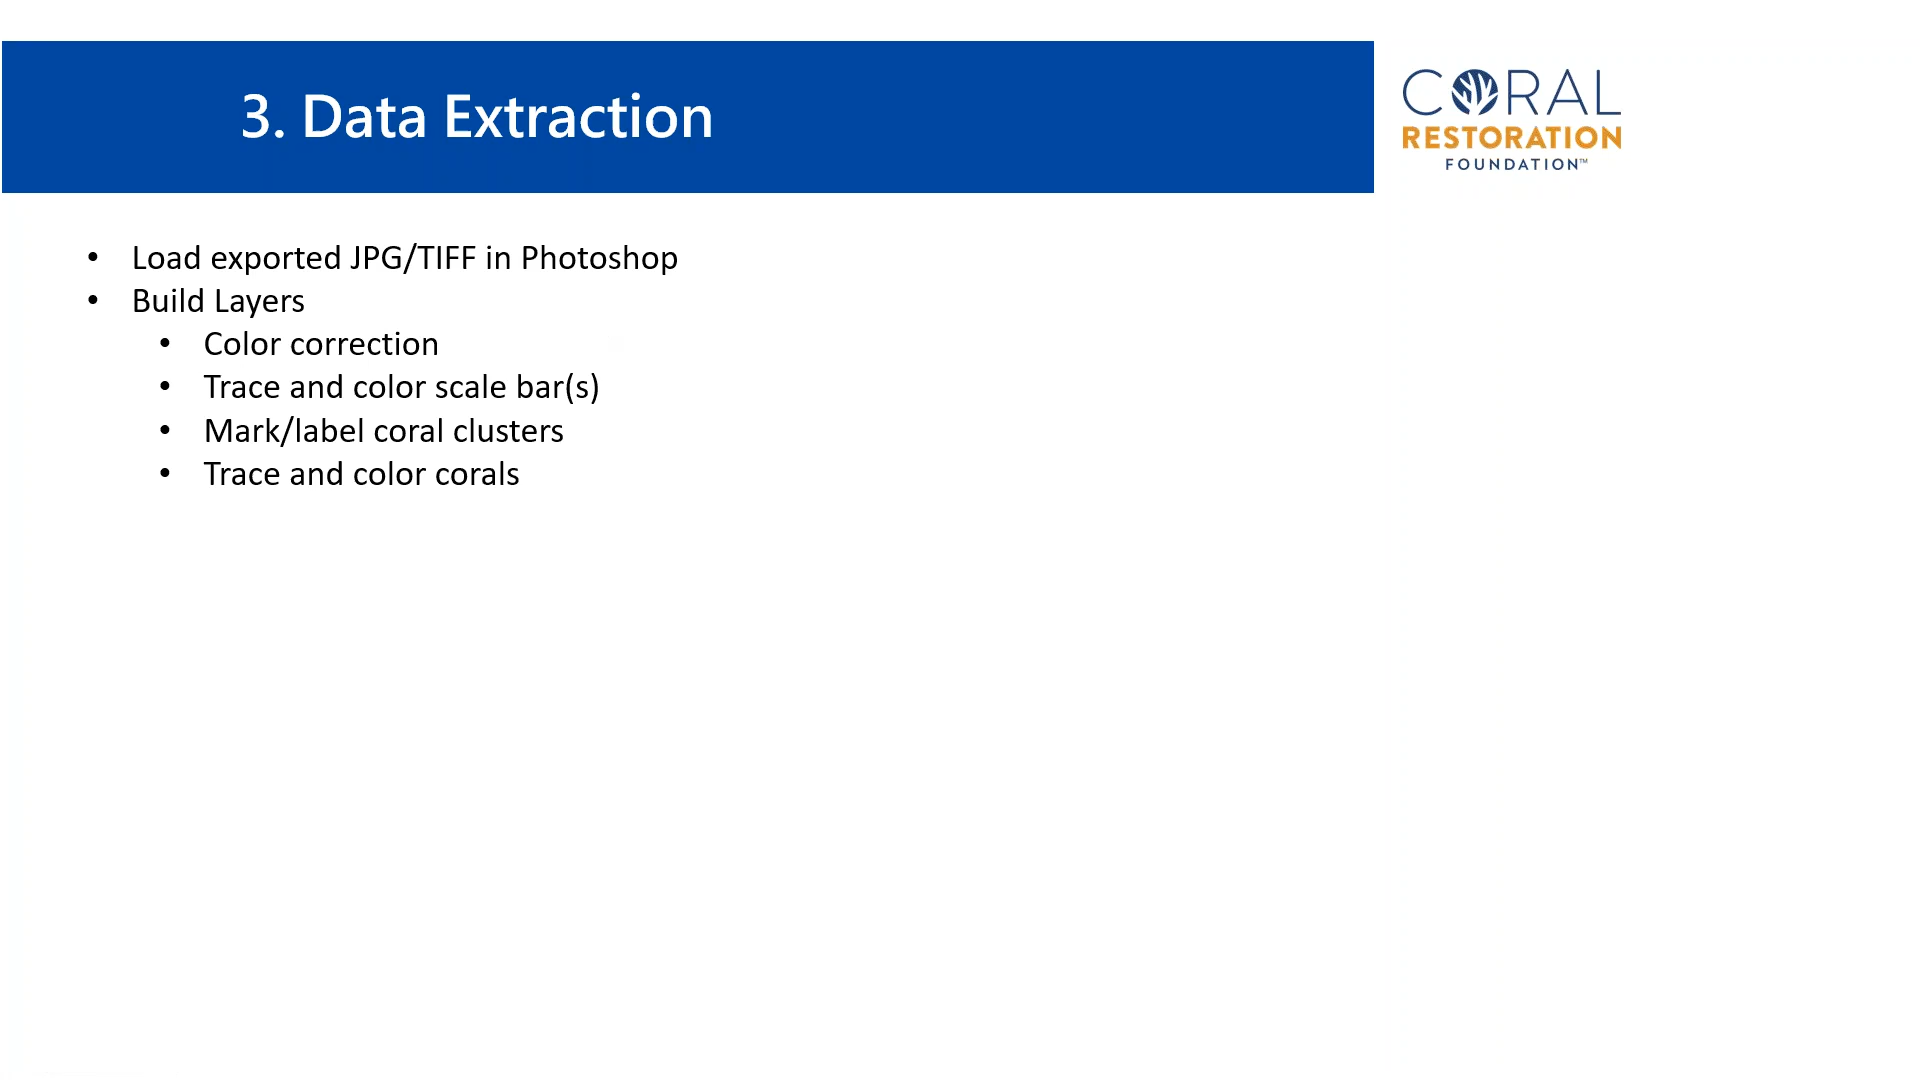 3. Data Extraction
CORAL
RESTORATION
FOUNDATION™
• Load exported JPG/TIFF in Photoshop
• Build Layers
• Color correction
• Trace and color scale bar(s)
• Mark/label coral clusters
• Trace and color corals